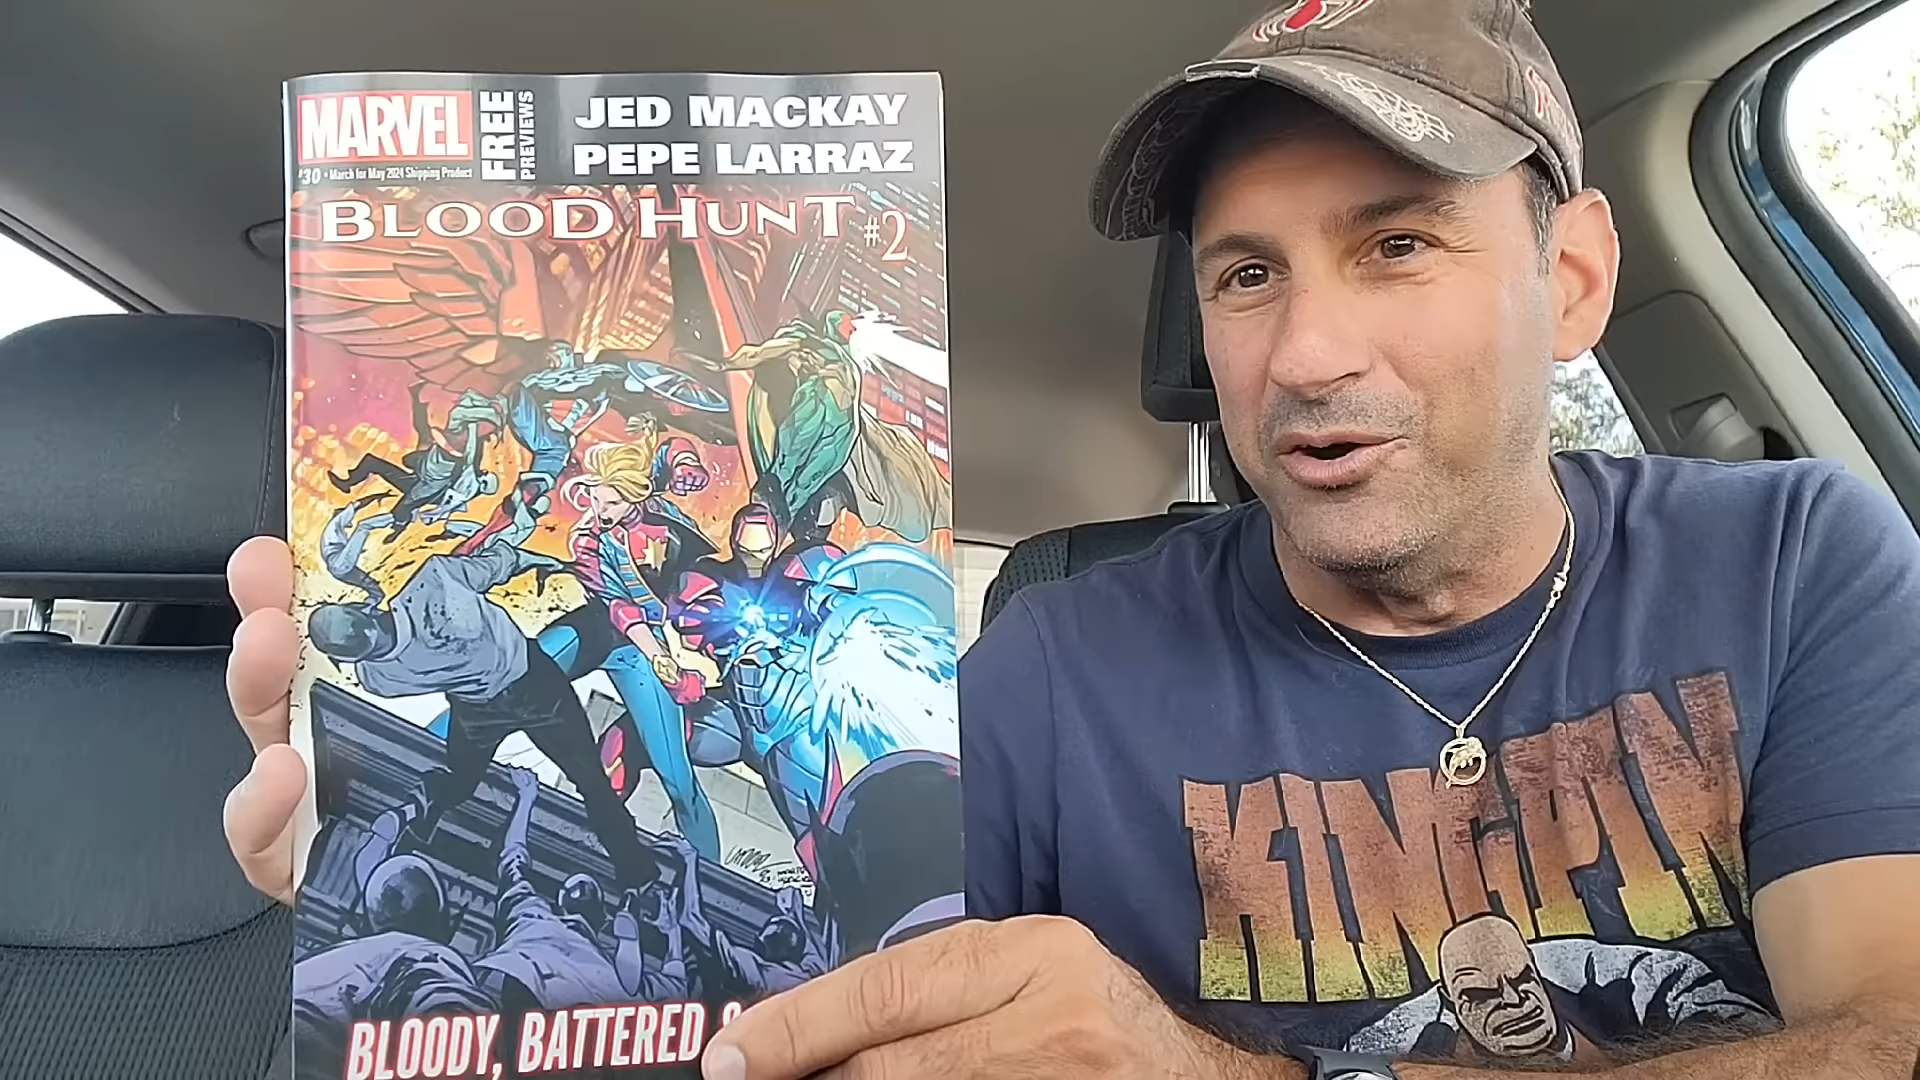 MARVEL
FREE
PREVIEWS
#30 • March for May 2024 Shipping Product
JED MACKAY
PEPE LARRAZ
BLOOD HUNT #2
BLOODY, BATTERED
KINGPIN